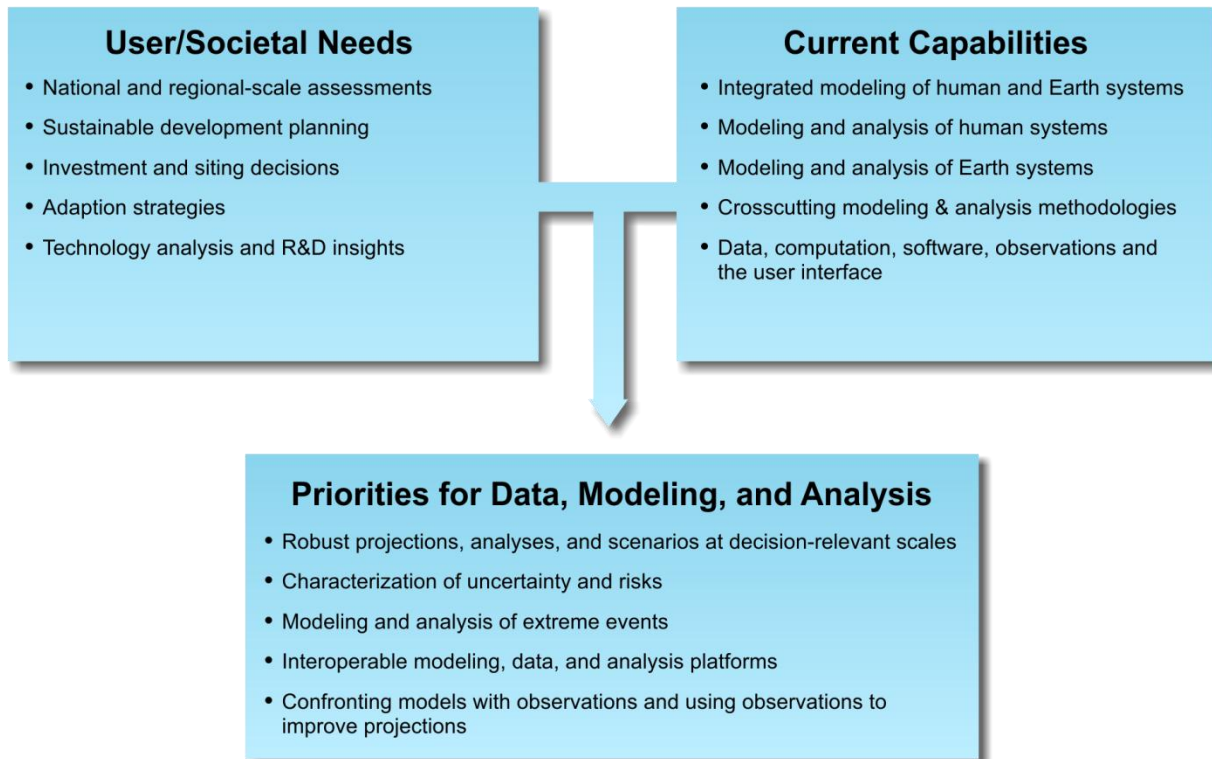 User/Societal Needs
• National and regional-scale assessments
• Sustainable development planning
• Investment and siting decisions
• Adaption strategies
• Technology analysis and R&D insights
Current Capabilities
• Integrated modeling of human and Earth systems
• Modeling and analysis of human systems
• Modeling and analysis of Earth systems
• Crosscutting modeling & analysis methodologies
• Data, computation, software, observations and
the user interface
Priorities for Data, Modeling, and Analysis
• Robust projections, analyses, and scenarios at decision-relevant scales
• Characterization of uncertainty and risks
• Modeling and analysis of extreme events
• Interoperable modeling, data, and analysis platforms
• Confronting models with observations and using observations to
improve projections